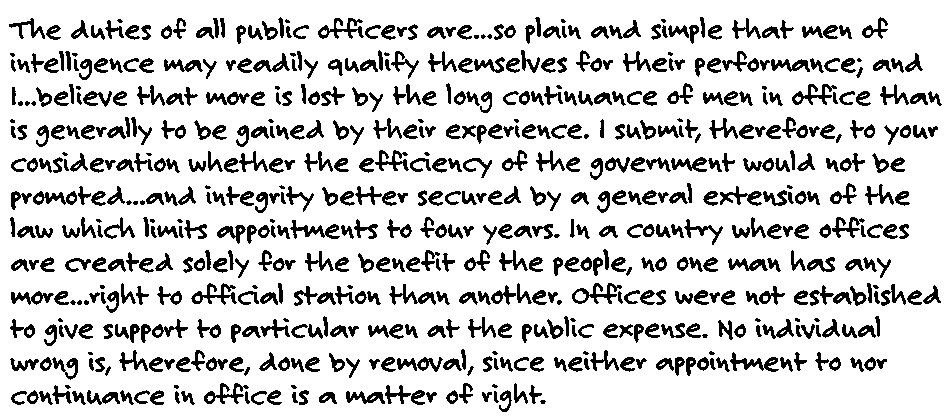 The duties of all public officers are...so plain and simple that men of
intelligence may readily qualify themselves for their performance; and
I...believe that more is lost by the long continuance of men in office than
is generally to be gained by their experience. I submit, therefore, to your
consideration whether the efficiency of the government would not be
promoted...and integrity better secured by a general extension of the
law which limits appointments to four years. In a country where offices
are created solely for the benefit of the people, no one man has any
more...right to official station than another. Offices were not established
to give support to particular men at the public expense. No individual
wrong is, therefore, done by removal, since neither appointment to nor
continuance in office is a matter of right.